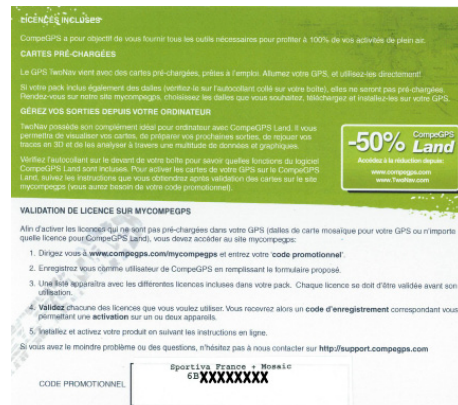 LICENCES INCLUSES
CompeGPS a pour objectif de vous fournir tous les outils nécessaires pour profiter à 100% de vos activités de plein air.
CARTES PRÉ-CHARGÉES
Le GPS TwoNav vient avec des cartes pré-chargées, prêtes à l'emploi. Allumez votre GPS, et utilisez-les directement!
Si votre pack inclue également des dalles (vérifiez-le sur l'autocollant collé sur votre boîte), elles ne seront pas pré-chargées.
Rendez-vous sur notre site mycompegps, choisissez les dalles que vous souhaitez, téléchargez et installez-les sur votre GPS.
GÉREZ VOS SORTIES DEPUIS VOTRE ORDINATEUR
TwoNav possède son complément idéal pour ordinateur avec CompeGPS Land. Il vous
permettra de visualiser vos cartes, de préparer vos prochaines sorties, de rejouer vos
traces en 3D et de les analyser à travers une multitude de données et graphiques.
Vérifiez l'autocollant sur le devant de votre boîte pour savoir quelles fonctions du logiciel
CompeGPS Land sont incluses. Pour activer les cartes de votre GPS sur le CompeGPS
Land, suivez les instructions que vous obtiendrez après validation des cartes sur le site
mycompegps (vous aurez besoin de votre code promotionnel).
-50% CompeGPS
Land
Accédez à la réduction depuis:
www.compegps.com
www.TwoNav.com
VALIDATION DE LICENCE SUR MYCOMPEGPS
Afin d'activer les licences qui ne sont pas pré-chargées dans votre GPS (dalles de carte mosaïque pour votre GPS ou n'importe
quelle licence pour CompeGPS Land), vous devez accéder au site mycompegps:
1. Dirigez vous à www.compegps.com/mycompegps et entrez votre 'code promotionnel'.
2. Enregistrez vous comme utilisateur de CompeGPS en remplissant le formulaire proposé.
3. Una liste apparaîtra avec les différentes licences incluses dans votre pack. Chaque licence se doit d'être validée avant son
utilisation.
4. Validez chacune des licences que vous voulez utiliser. Vous recevrez alors un code d'enregistrement correspondant vous
permettant une activation sur un ou deux appareils.
5. Installez et activez votre produit en suivant les instructions en ligne.
Si vous avez le moindre problème ou des questions, n'hésitez pas à nous contacter sur http://support.compegps.com
Sportiva France + Mosaic
CODE PROMOTIONNEL 6BXXXXXXXX